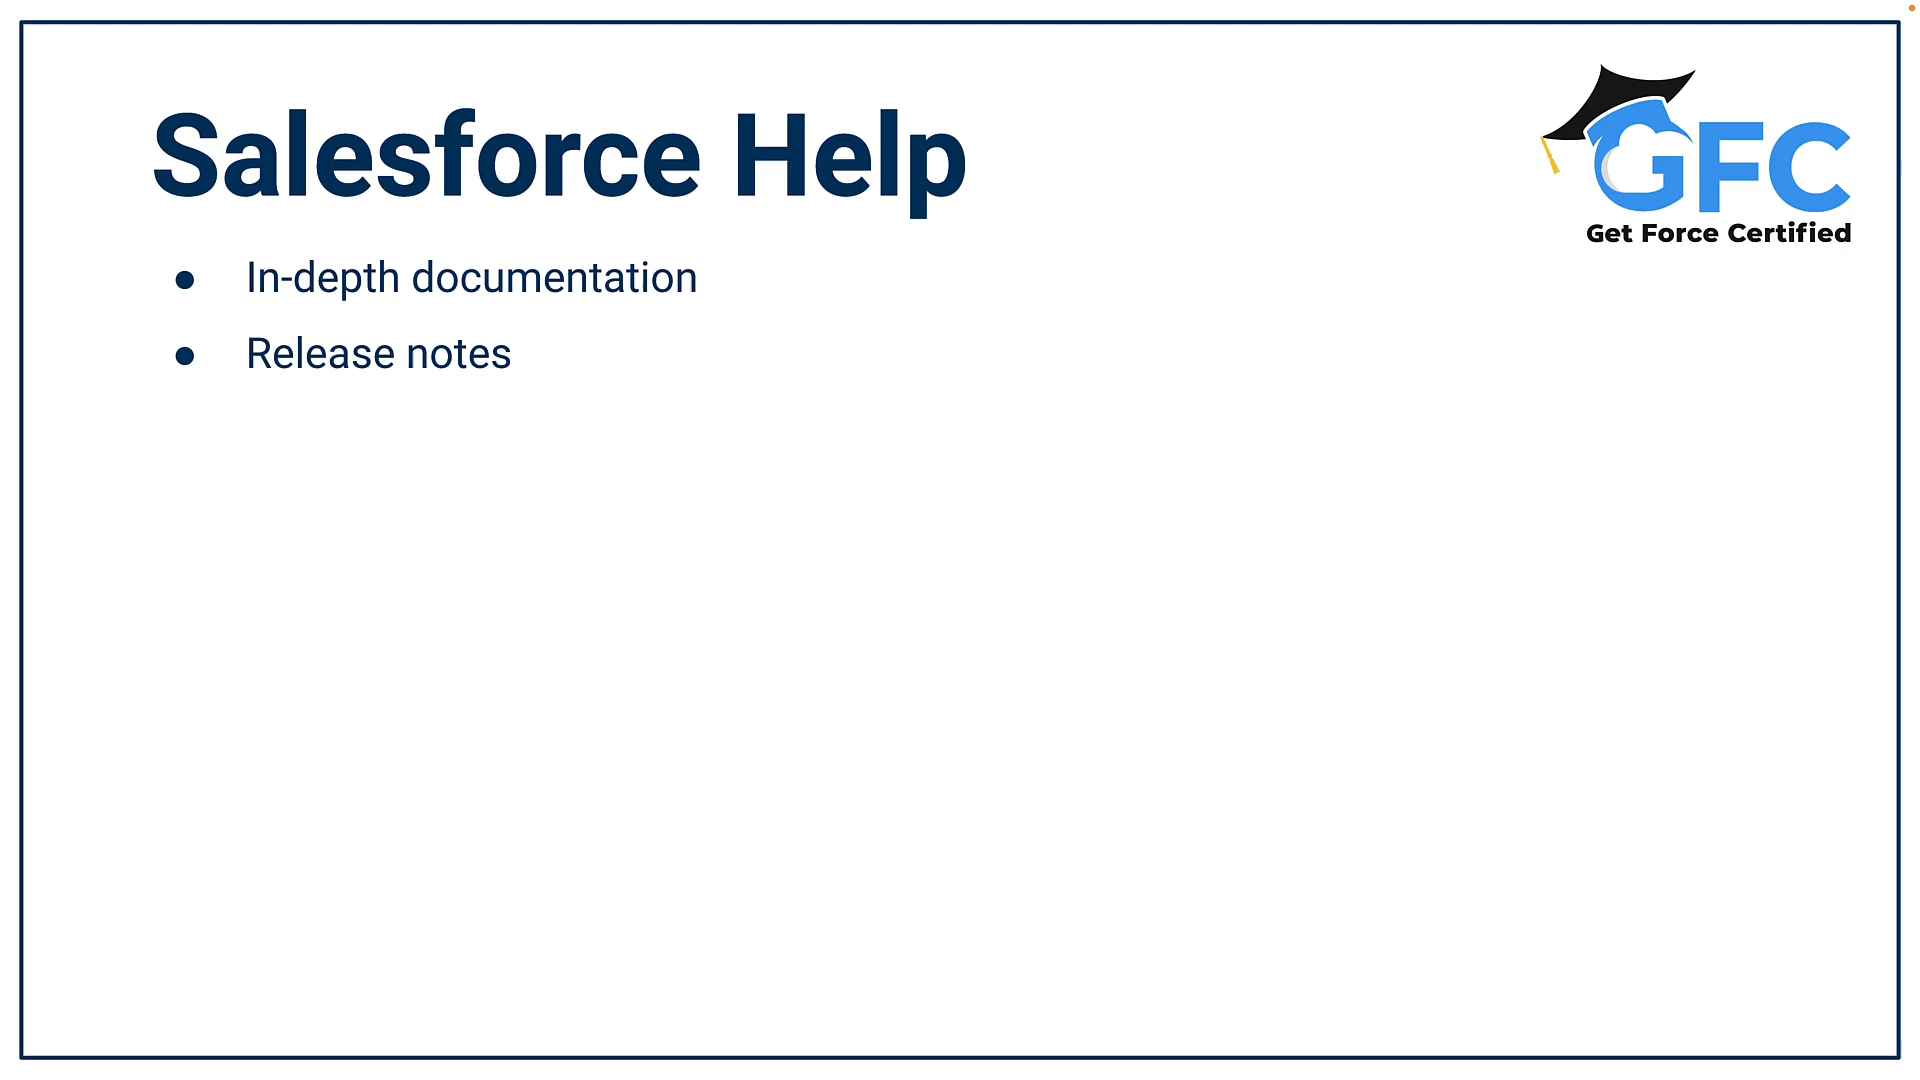 Salesforce Help
GFC
Get Force Certified
● In-depth documentation
● Release notes